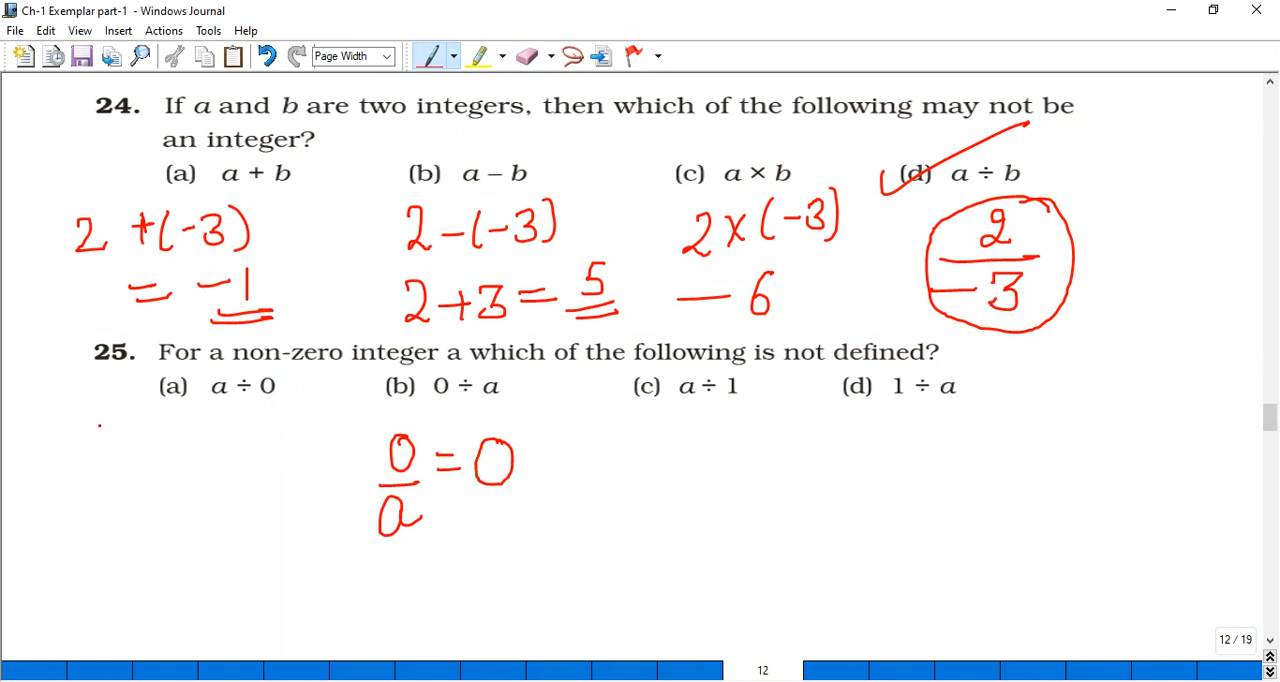 Ch-1 Exemplar part-1 - Windows Journal
File Edit View Insert Actions Tools Help
Page Width
24. If a and b are two integers, then which of the following may not be
an integer?
(a) a + b (b) a – b (c) a × b (d) a ÷ b
2 +(-3) 2-(-3) 2×(-3) 2
= -1 2+3=5 -6 -3
25. For a non-zero integer a which of the following is not defined?
(a) a ÷ 0 (b) 0 ÷ a (c) a ÷ 1 (d) 1 ÷ a
0 = 0
a
12 / 19
12